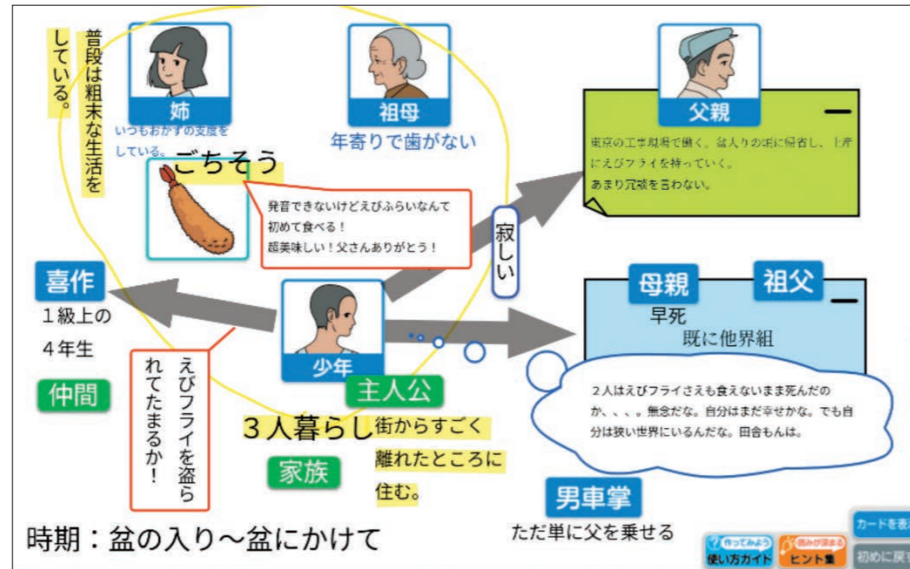 普段は粗末な生活を
している。
姉
いつもおかずの支度を
している。
ごちそう
祖母
年寄りで歯がない
父親
東京の工事現場で働く。盆入りの頃に帰省し、土産
にえびフライを持っていく。
あまり冗談を言わない。
発音できないけどえびふらいなんて
初めて食べる!
超美味しい!父さんありがとう!
寂しい
喜作
1級上の
4年生
仲間
えびフライを盗ら
れてたまるか!
少年
主人公
3人暮らし
家族
街からすごく
離れたところに
住む。
母親
早死
祖父
既に他界組
2人はえびフライさえも食えないまま死んだの
か、、、。無念だな。自分はまだ幸せかな。でも自
分は狭い世界にいるんだな。田舎もんは。
男車掌
ただ単に父を乗せる
時期:盆の入り〜盆にかけて
作ってみよう
使い方ガイド
読みが深まる
ヒント集
カードを表
初めに戻す